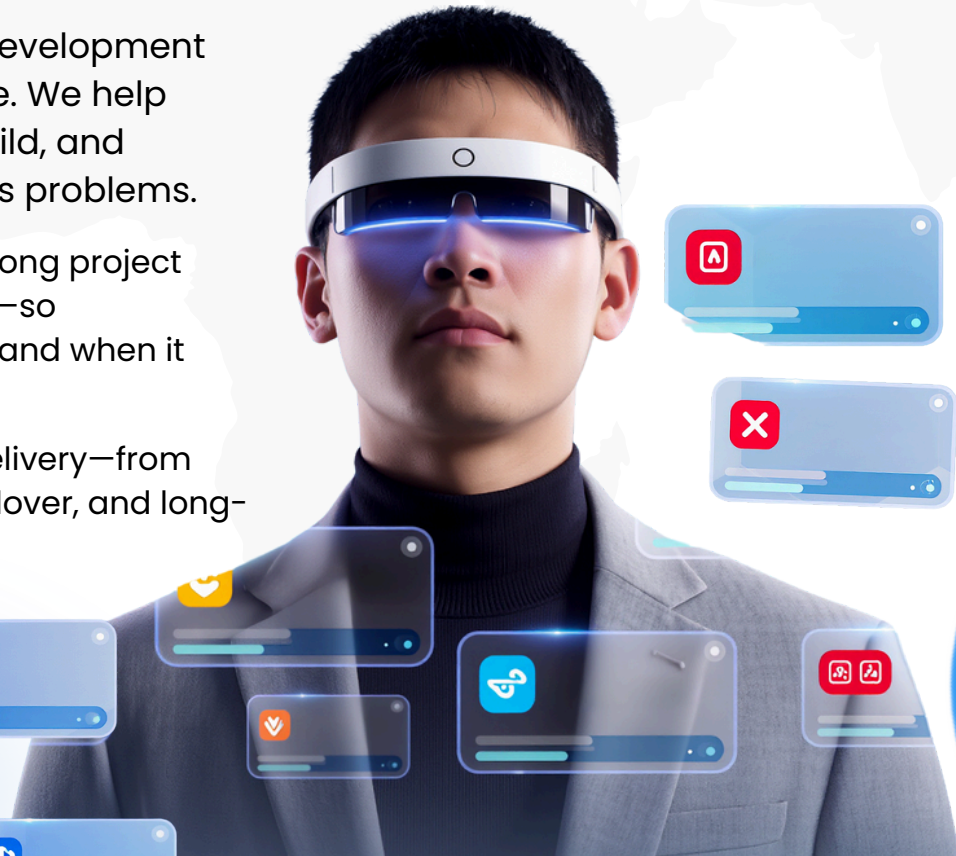 evelopment
e. We help
ild, and
s problems.
ong project
—so
and when it
elivery—from
lover, and long-